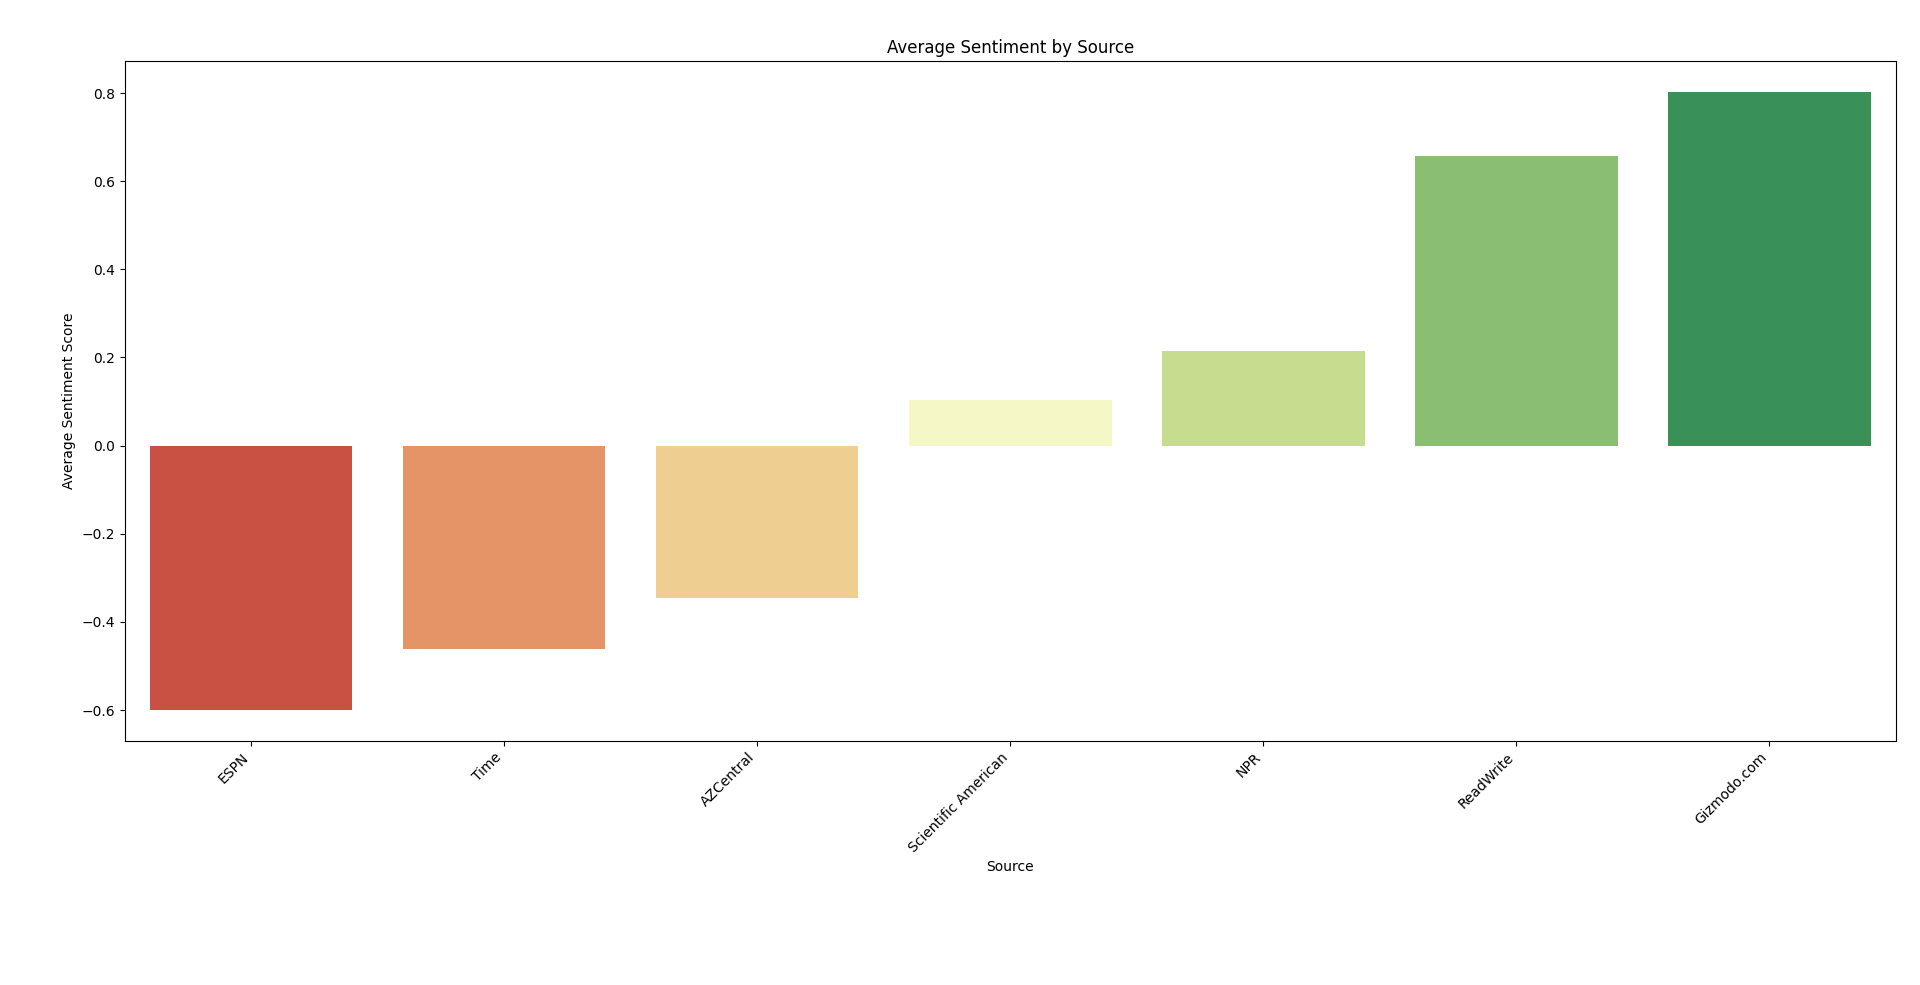 Average Sentiment by Source
Average Sentiment Score
0.8
0.6
0.4
0.2
0.0
−0.2
−0.4
−0.6
ESPN
Time
AZCentral
Scientific American
NPR
ReadWrite
Gizmodo.com
Source